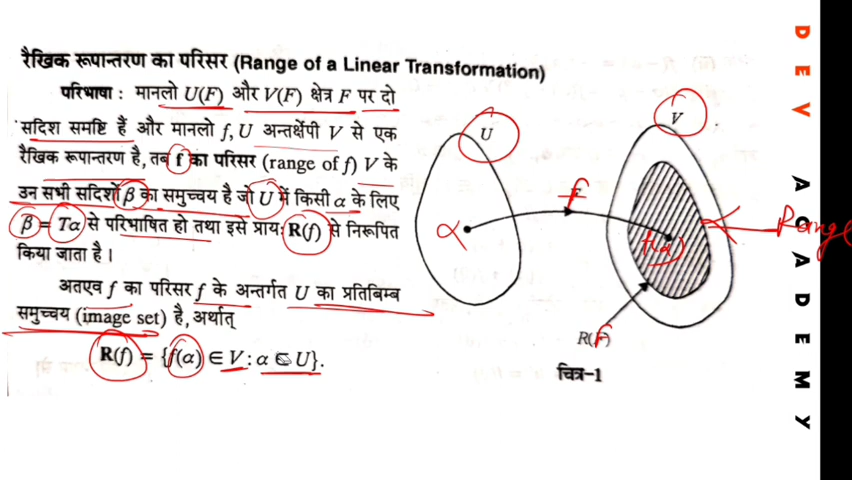 रैखिक रूपान्तरण का परिसर (Range of a Linear Transformation)
परिभाषा : मानलो U(F) और V(F) क्षेत्र F पर दो
सदिश समष्टि हैं और मानलो f, U अन्तर्क्षेपी V से एक
रैखिक रूपान्तरण है, तब f का परिसर (range of f) V के
उन सभी सदिशों β का समुच्चय है जो U में किसी α के लिए
β = Tα से परिभाषित हो तथा इसे प्राय: R(f) से निरूपित
किया जाता है।
अतएव f का परिसर f के अन्तर्गत U का प्रतिबिम्ब
समुच्चय (image set) है, अर्थात्
R(f) = {f(α) ∈ V : α ∈ U}.
U
V
F
α
f(α)
Range
R(F)
चित्र-1
DEV ACADEMY